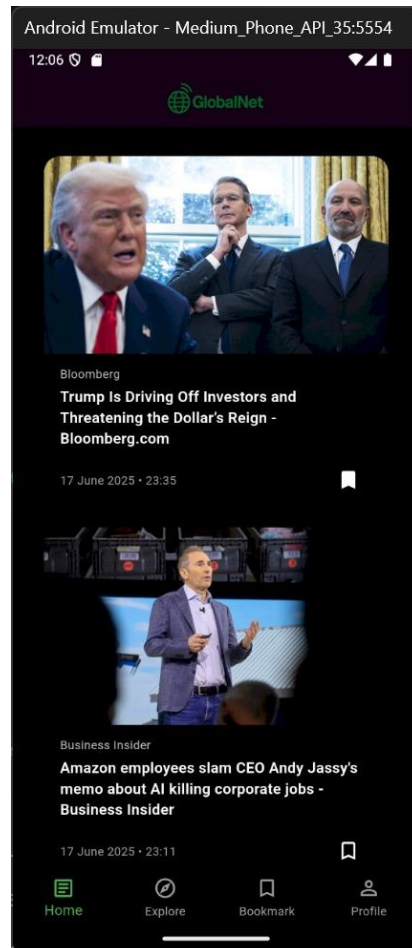 Android Emulator - Medium_Phone_API_35:5554
12:06
GlobalNet
Bloomberg
Trump Is Driving Off Investors and
Threatening the Dollar's Reign -
Bloomberg.com
17 June 2025 • 23:35
Business Insider
Amazon employees slam CEO Andy Jassy's
memo about AI killing corporate jobs -
Business Insider
17 June 2025 • 23:11
Home
Explore
Bookmark
Profile